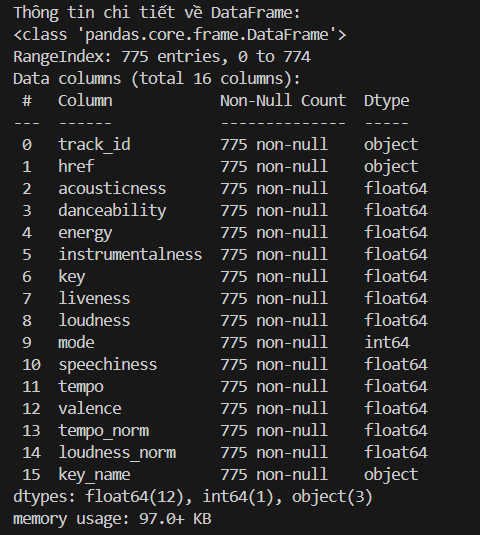 Thông tin chi tiết về DataFrame:
<class 'pandas.core.frame.DataFrame'>
RangeIndex: 775 entries, 0 to 774
Data columns (total 16 columns):
 #   Column            Non-Null Count  Dtype
---  ------            --------------  -----
 0   track_id          775 non-null    object
 1   href              775 non-null    object
 2   acousticness      775 non-null    float64
 3   danceability      775 non-null    float64
 4   energy            775 non-null    float64
 5   instrumentalness  775 non-null    float64
 6   key               775 non-null    float64
 7   liveness          775 non-null    float64
 8   loudness          775 non-null    float64
 9   mode              775 non-null    int64
 10  speechiness       775 non-null    float64
 11  tempo             775 non-null    float64
 12  valence           775 non-null    float64
 13  tempo_norm        775 non-null    float64
 14  loudness_norm     775 non-null    float64
 15  key_name          775 non-null    object
dtypes: float64(12), int64(1), object(3)
memory usage: 97.0+ KB